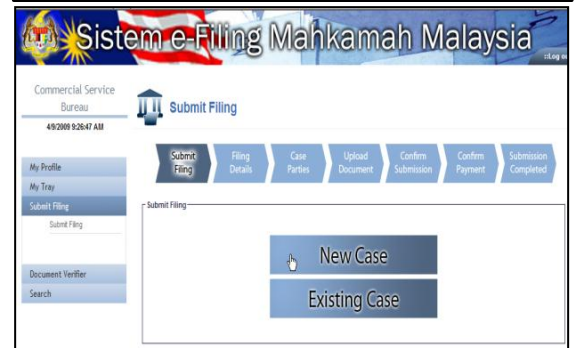 Sistem e-Filing Mahkamah Malaysia
Commercial Service
Bureau
4/9/2009 9:26:47 AM
Submit Filing
My Profile
My Tray
Submit Filing
Submit Filing
Document Verifier
Search
Submit
Filing
Filing
Details
Case
Parties
Upload
Document
Confirm
Submission
Confirm
Payment
Submission
Completed
Submit Filing
New Case
Existing Case